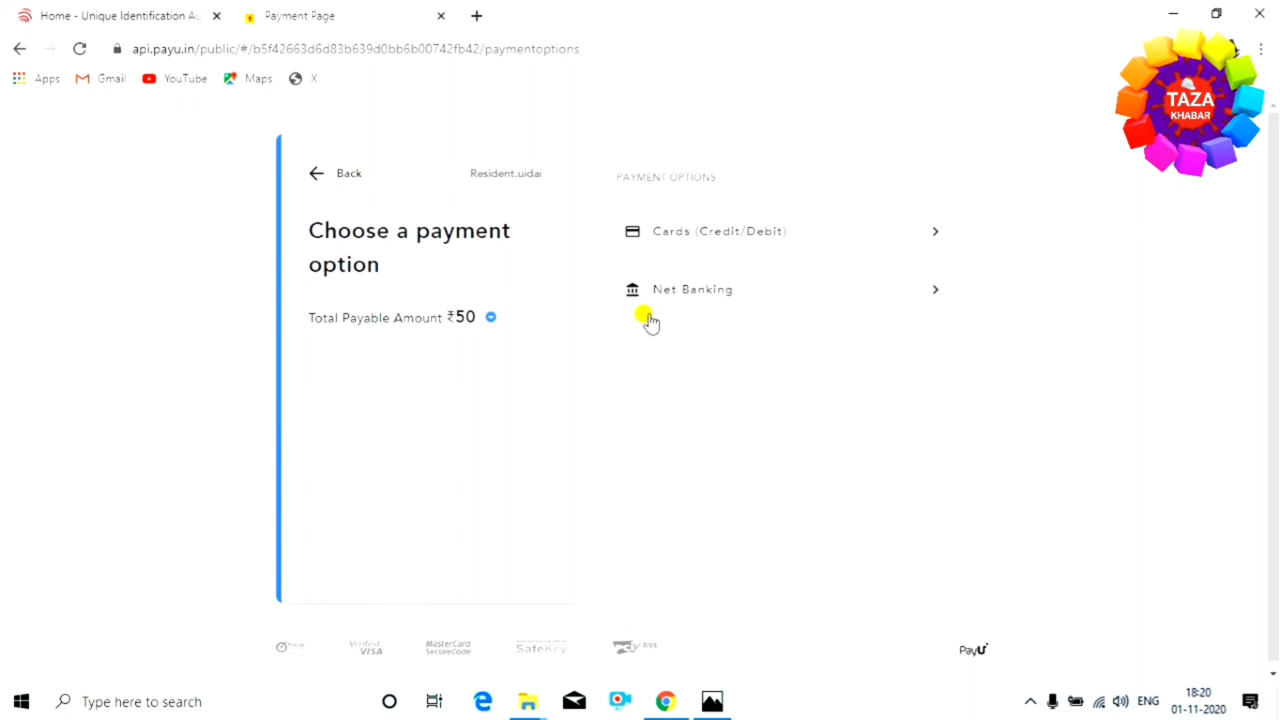 Home - Unique Identification Au
Payment Page
api.payu.in/public/#/b5f42663d6d83b639d0bb6b00742fb42/paymentoptions
Apps
Gmail
YouTube
Maps
X
TAZA
KHABAR
Back
Resident.uidai
PAYMENT OPTIONS
Choose a payment
option
Cards (Credit/Debit)
Net Banking
Total Payable Amount ₹50
Verified
VISA
MasterCard
SecureCode
SafeKey
DSS
PayU
Type here to search
ENG
18:20
01-11-2020